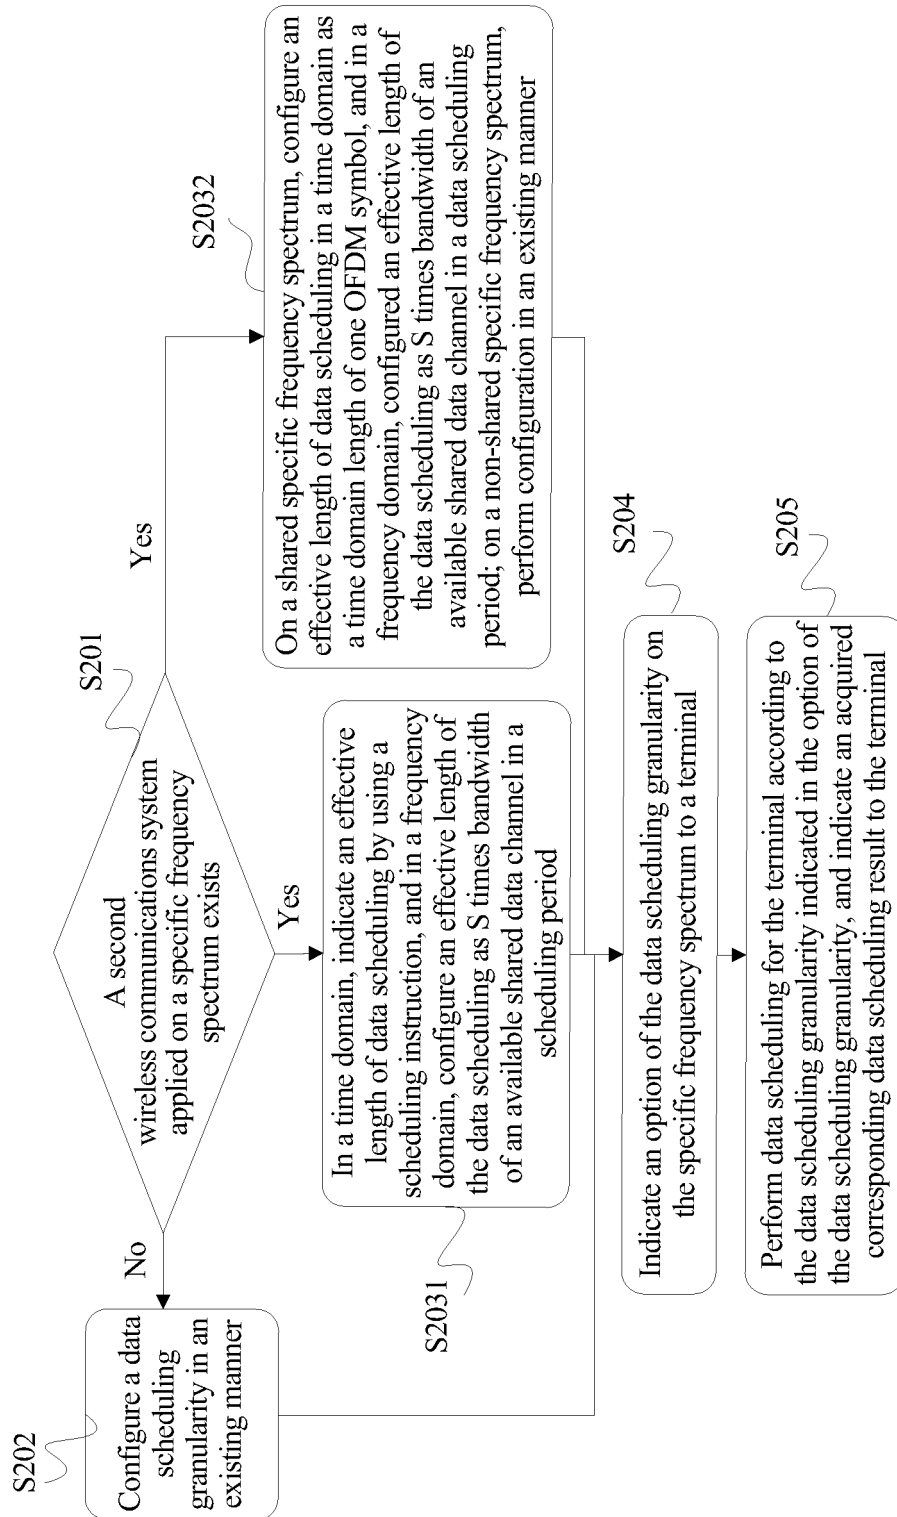 S201
A second
wireless communications system
applied on a specific frequency
spectrum exists
No
Yes
Yes
S202
Configure a data
scheduling
granularity in an
existing manner
S2031
In a time domain, indicate an effective
length of data scheduling by using a
scheduling instruction, and in a frequency
domain, configure an effective length of
the data scheduling as S times bandwidth
of an available shared data channel in a
scheduling period
S2032
On a shared specific frequency spectrum, configure an
effective length of data scheduling in a time domain as
a time domain length of one OFDM symbol, and in a
frequency domain, configured an effective length of
the data scheduling as S times bandwidth of an
available shared data channel in a data scheduling
period; on a non-shared specific frequency spectrum,
perform configuration in an existing manner
S204
Indicate an option of the data scheduling granularity on
the specific frequency spectrum to a terminal
S205
Perform data scheduling for the terminal according to
the data scheduling granularity indicated in the option of
the data scheduling granularity, and indicate an acquired
corresponding data scheduling result to the terminal